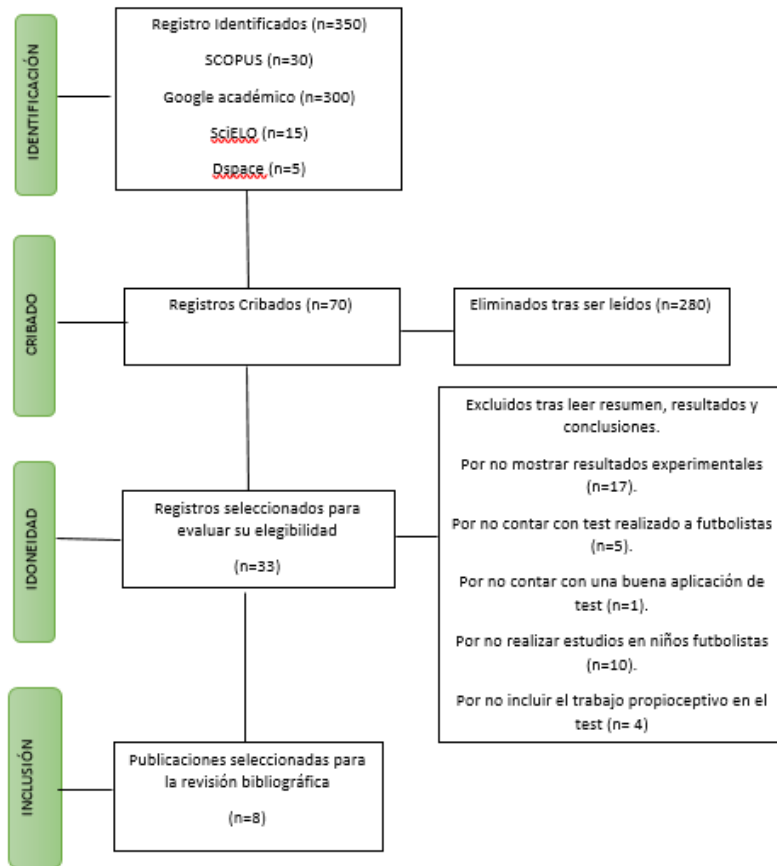 IDENTIFICACIÓN
Registro Identificados (n=350)
SCOPUS (n=30)
Google académico (n=300)
SciELO (n=15)
Dspace (n=5)
CRIBADO
Registros Cribados (n=70)
Eliminados tras ser leídos (n=280)
IDONEIDAD
Registros seleccionados para
evaluar su elegibilidad
(n=33)
Excluidos tras leer resumen, resultados y
conclusiones.
Por no mostrar resultados experimentales
(n=17).
Por no contar con test realizado a futbolistas
(n=5).
Por no contar con una buena aplicación de
test (n=1).
Por no realizar estudios en niños futbolistas
(n=10).
Por no incluir el trabajo propioceptivo en el
test (n= 4)
INCLUSIÓN
Publicaciones seleccionadas para
la revisión bibliográfica
(n=8)